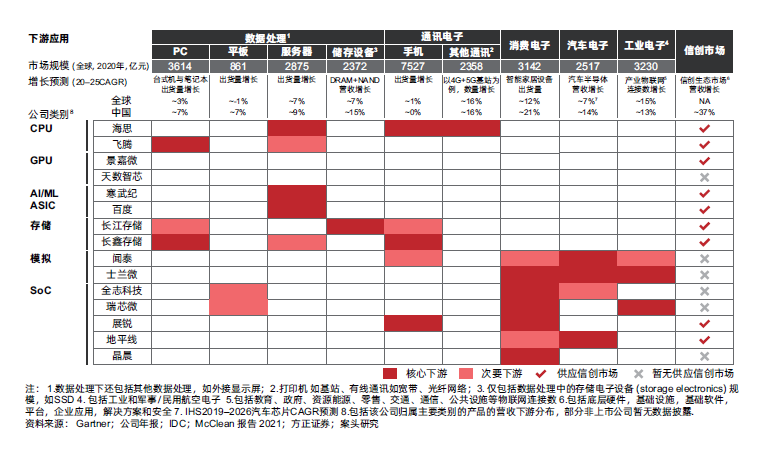 下游应用 数据处理1 通讯电子 消费电子 汽车电子 工业电子4 信创市场
PC 平板 服务器 储存设备3 手机 其他通讯2
市场规模 (全球, 2020年, 亿元) 3614 861 2875 2372 7527 2358 3142 2517 3230
增长预测 (20–25CAGR) 台式机与笔记本出货量增长 出货量增长 出货量增长 DRAM+NAND营收增长 出货量增长 以4G+5G基站为例，数量增长 智能家居设备出货量 汽车半导体营收增长 产业物联网5连接数增长 信创生态市场6营收增长
全球 ~3% ~-1% ~7% ~7% ~1% ~16% ~12% ~7%7 ~15% NA
公司类别8 中国 ~7% ~7% ~9% ~15% ~0% ~16% ~21% ~14% ~13% ~37%
CPU 海思
飞腾
GPU 景嘉微
天数智芯
AI/ML ASIC 寒武纪
百度
存储 长江存储
长鑫存储
模拟 闻泰
士兰微
SoC 全志科技
瑞芯微
展锐
地平线
晶晨
核心下游 次要下游 供应信创市场 暂无供应信创市场
注： 1.数据处理下还包括其他数据处理，如外接显示屏；2.打印机 如基站、有线通讯如宽带、光纤网络；3. 仅包括数据处理中的存储电子设备 (storage electronics) 规
模，如SSD 4. 包括工业和军事/民用航空电子 5.包括教育、政府、资源能源、零售、交通、通信、公共设施等物联网连接数 6.包括底层硬件，基础设施，基础软件，
平台，企业应用，解决方案和安全 7. IHS2019–2026汽车芯片CAGR预测 8.包括该公司归属主要类别的产品的营收下游分布，部分非上市公司暂无数据披露.
资料来源： Gartner；公司年报；IDC；McClean 报告 2021；方正证券；案头研究